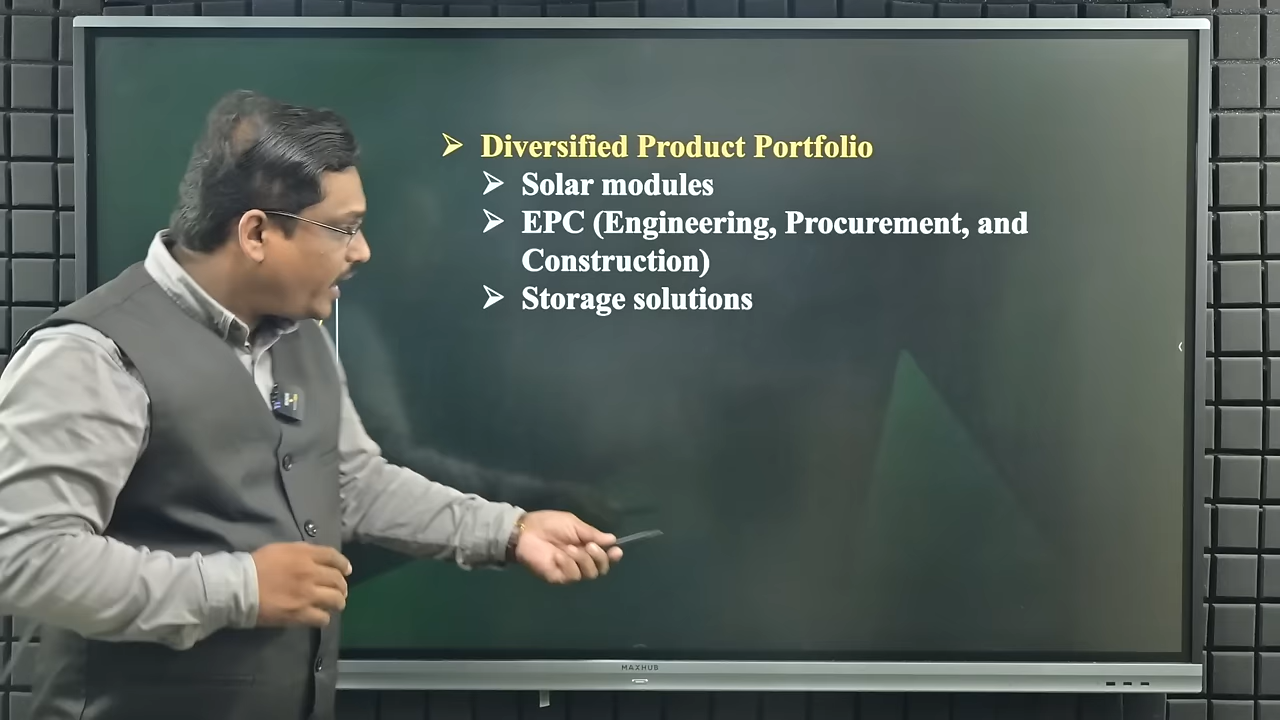 ➢ Diversified Product Portfolio
➢ Solar modules
➢ EPC (Engineering, Procurement, and
Construction)
➢ Storage solutions
MAXHUB